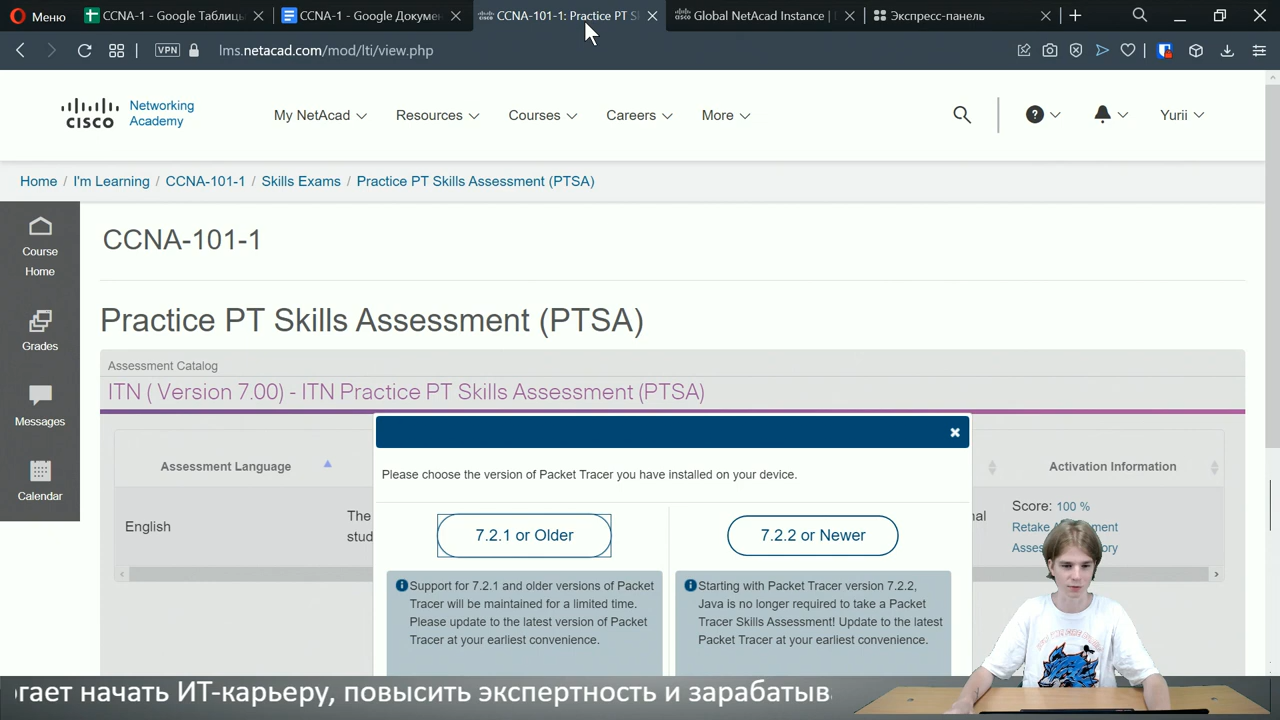 Меню
CCNA-1 - Google Таблиць
CCNA-1 - Google Докумен
CCNA-101-1: Practice PT S
Global NetAcad Instance |
Экспресс-панель
VPN
lms.netacad.com/mod/lti/view.php
CISCO
Networking
Academy
My NetAcad
Resources
Courses
Careers
More
Yurii
Home / I'm Learning / CCNA-101-1 / Skills Exams / Practice PT Skills Assessment (PTSA)
Course
Home
Grades
Messages
Calendar
CCNA-101-1
Practice PT Skills Assessment (PTSA)
Assessment Catalog
ITN ( Version 7.00) - ITN Practice PT Skills Assessment (PTSA)
Assessment Language
Activation Information
English
The
stud
nal
Score: 100 %
Please choose the version of Packet Tracer you have installed on your device.
7.2.1 or Older
7.2.2 or Newer
Support for 7.2.1 and older versions of Packet
Tracer will be maintained for a limited time.
Please update to the latest version of Packet
Tracer at your earliest convenience.
Starting with Packet Tracer version 7.2.2,
Java is no longer required to take a Packet
Tracer Skills Assessment! Update to the latest
Packet Tracer at your earliest convenience.
гает начать ИТ-карьеру, повысить экспертность и зарабатыв